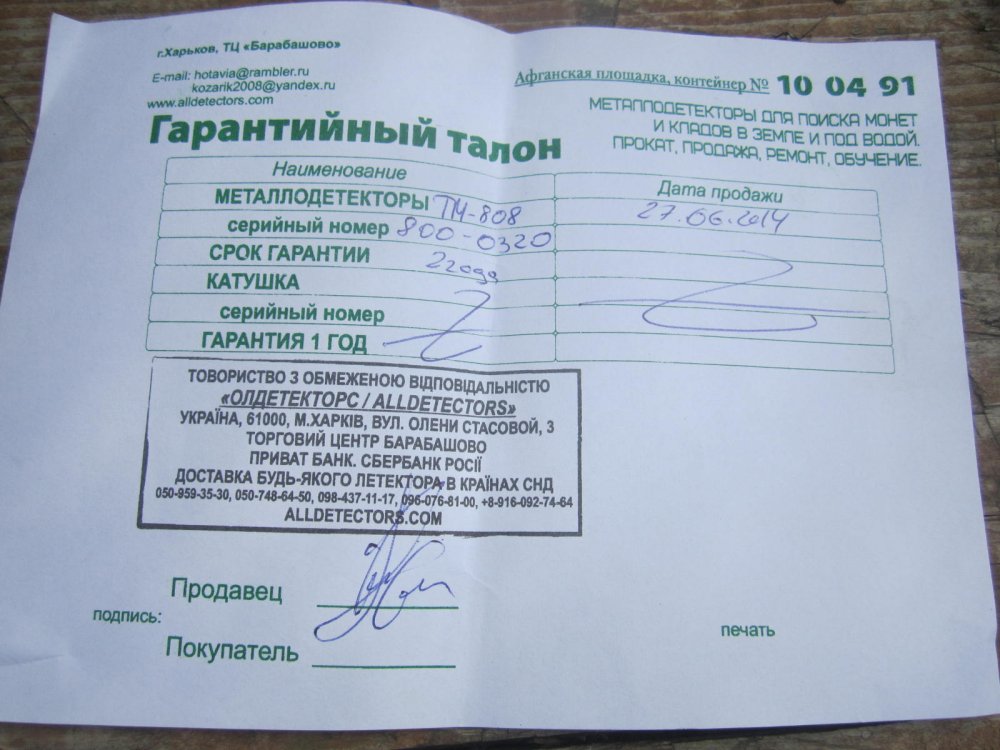 г.Харьков, ТЦ «Барабашово»
E-mail: hotavia@rambler.ru
kozarik2008@yandex.ru
www.alldetectors.com
Афганская площадка, контейнер № 10 04 91
МЕТАЛЛОДЕТЕКТОРЫ ДЛЯ ПОИСКА МОНЕТ
И КЛАДОВ В ЗЕМЛЕ И ПОД ВОДОЙ.
ПРОКАТ, ПРОДАЖА, РЕМОНТ, ОБУЧЕНИЕ.
Гарантийный талон
Наименование
Дата продажи
МЕТАЛЛОДЕТЕКТОРЫ ТМ-808
27.06.2014
серийный номер 800-0320
СРОК ГАРАНТИИ 2 года
КАТУШКА
серийный номер
ГАРАНТИЯ 1 ГОД
ТОВОРИСТВО З ОБМЕЖЕНОЮ ВІДПОВІДАЛЬНІСТЮ
«ОЛДЕТЕКТОРС / ALLDETECTORS»
УКРАЇНА, 61000, М.ХАРКІВ, ВУЛ. ОЛЕНИ СТАСОВОЙ, 3
ТОРГОВИЙ ЦЕНТР БАРАБАШОВО
ПРИВАТ БАНК. СБЕРБАНК РОСІЇ
ДОСТАВКА БУДЬ-ЯКОГО ЛЕТЕКТОРА В КРАЇНАХ СНД
050-959-35-30, 050-748-64-50, 098-437-11-17, 096-076-81-00, +8-916-092-74-64
ALLDETECTORS.COM
Продавец
подпись:
Покупатель
печать